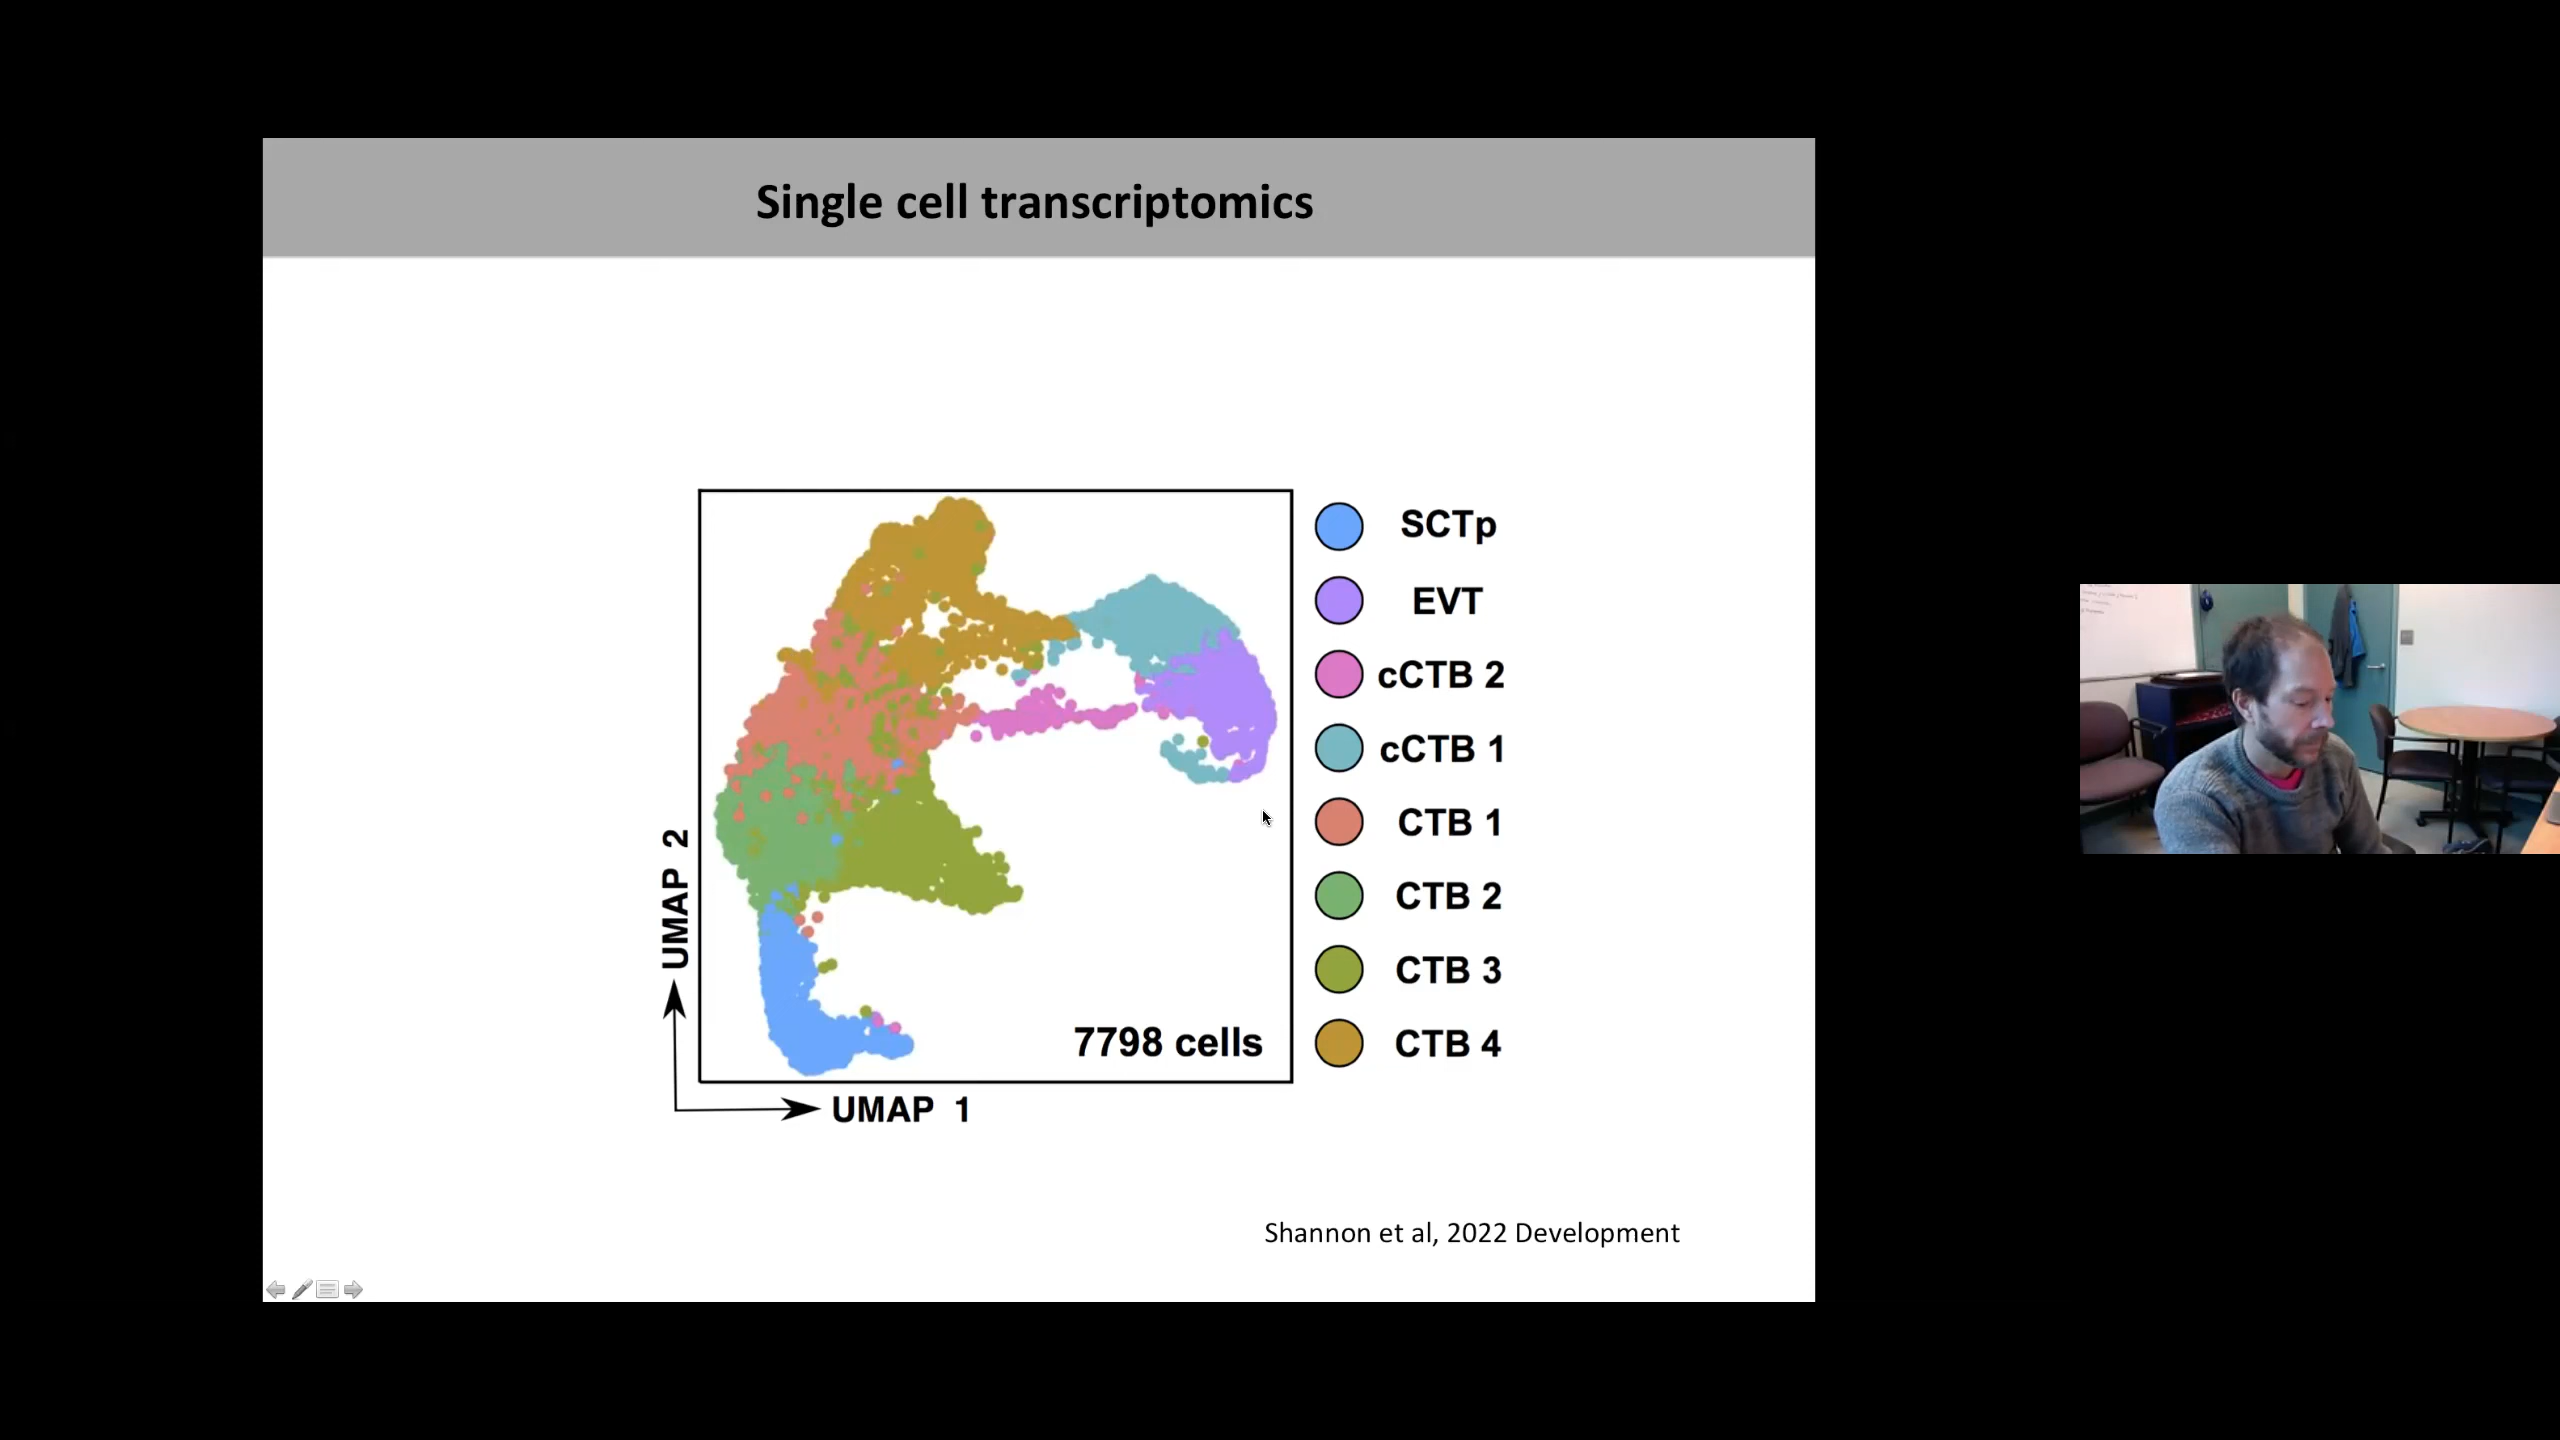 Single cell transcriptomics
SCTp
EVT
cCTB 2
cCTB 1
CTB 1
CTB 2
CTB 3
CTB 4
UMAP 2
7798 cells
UMAP 1
Shannon et al, 2022 Development